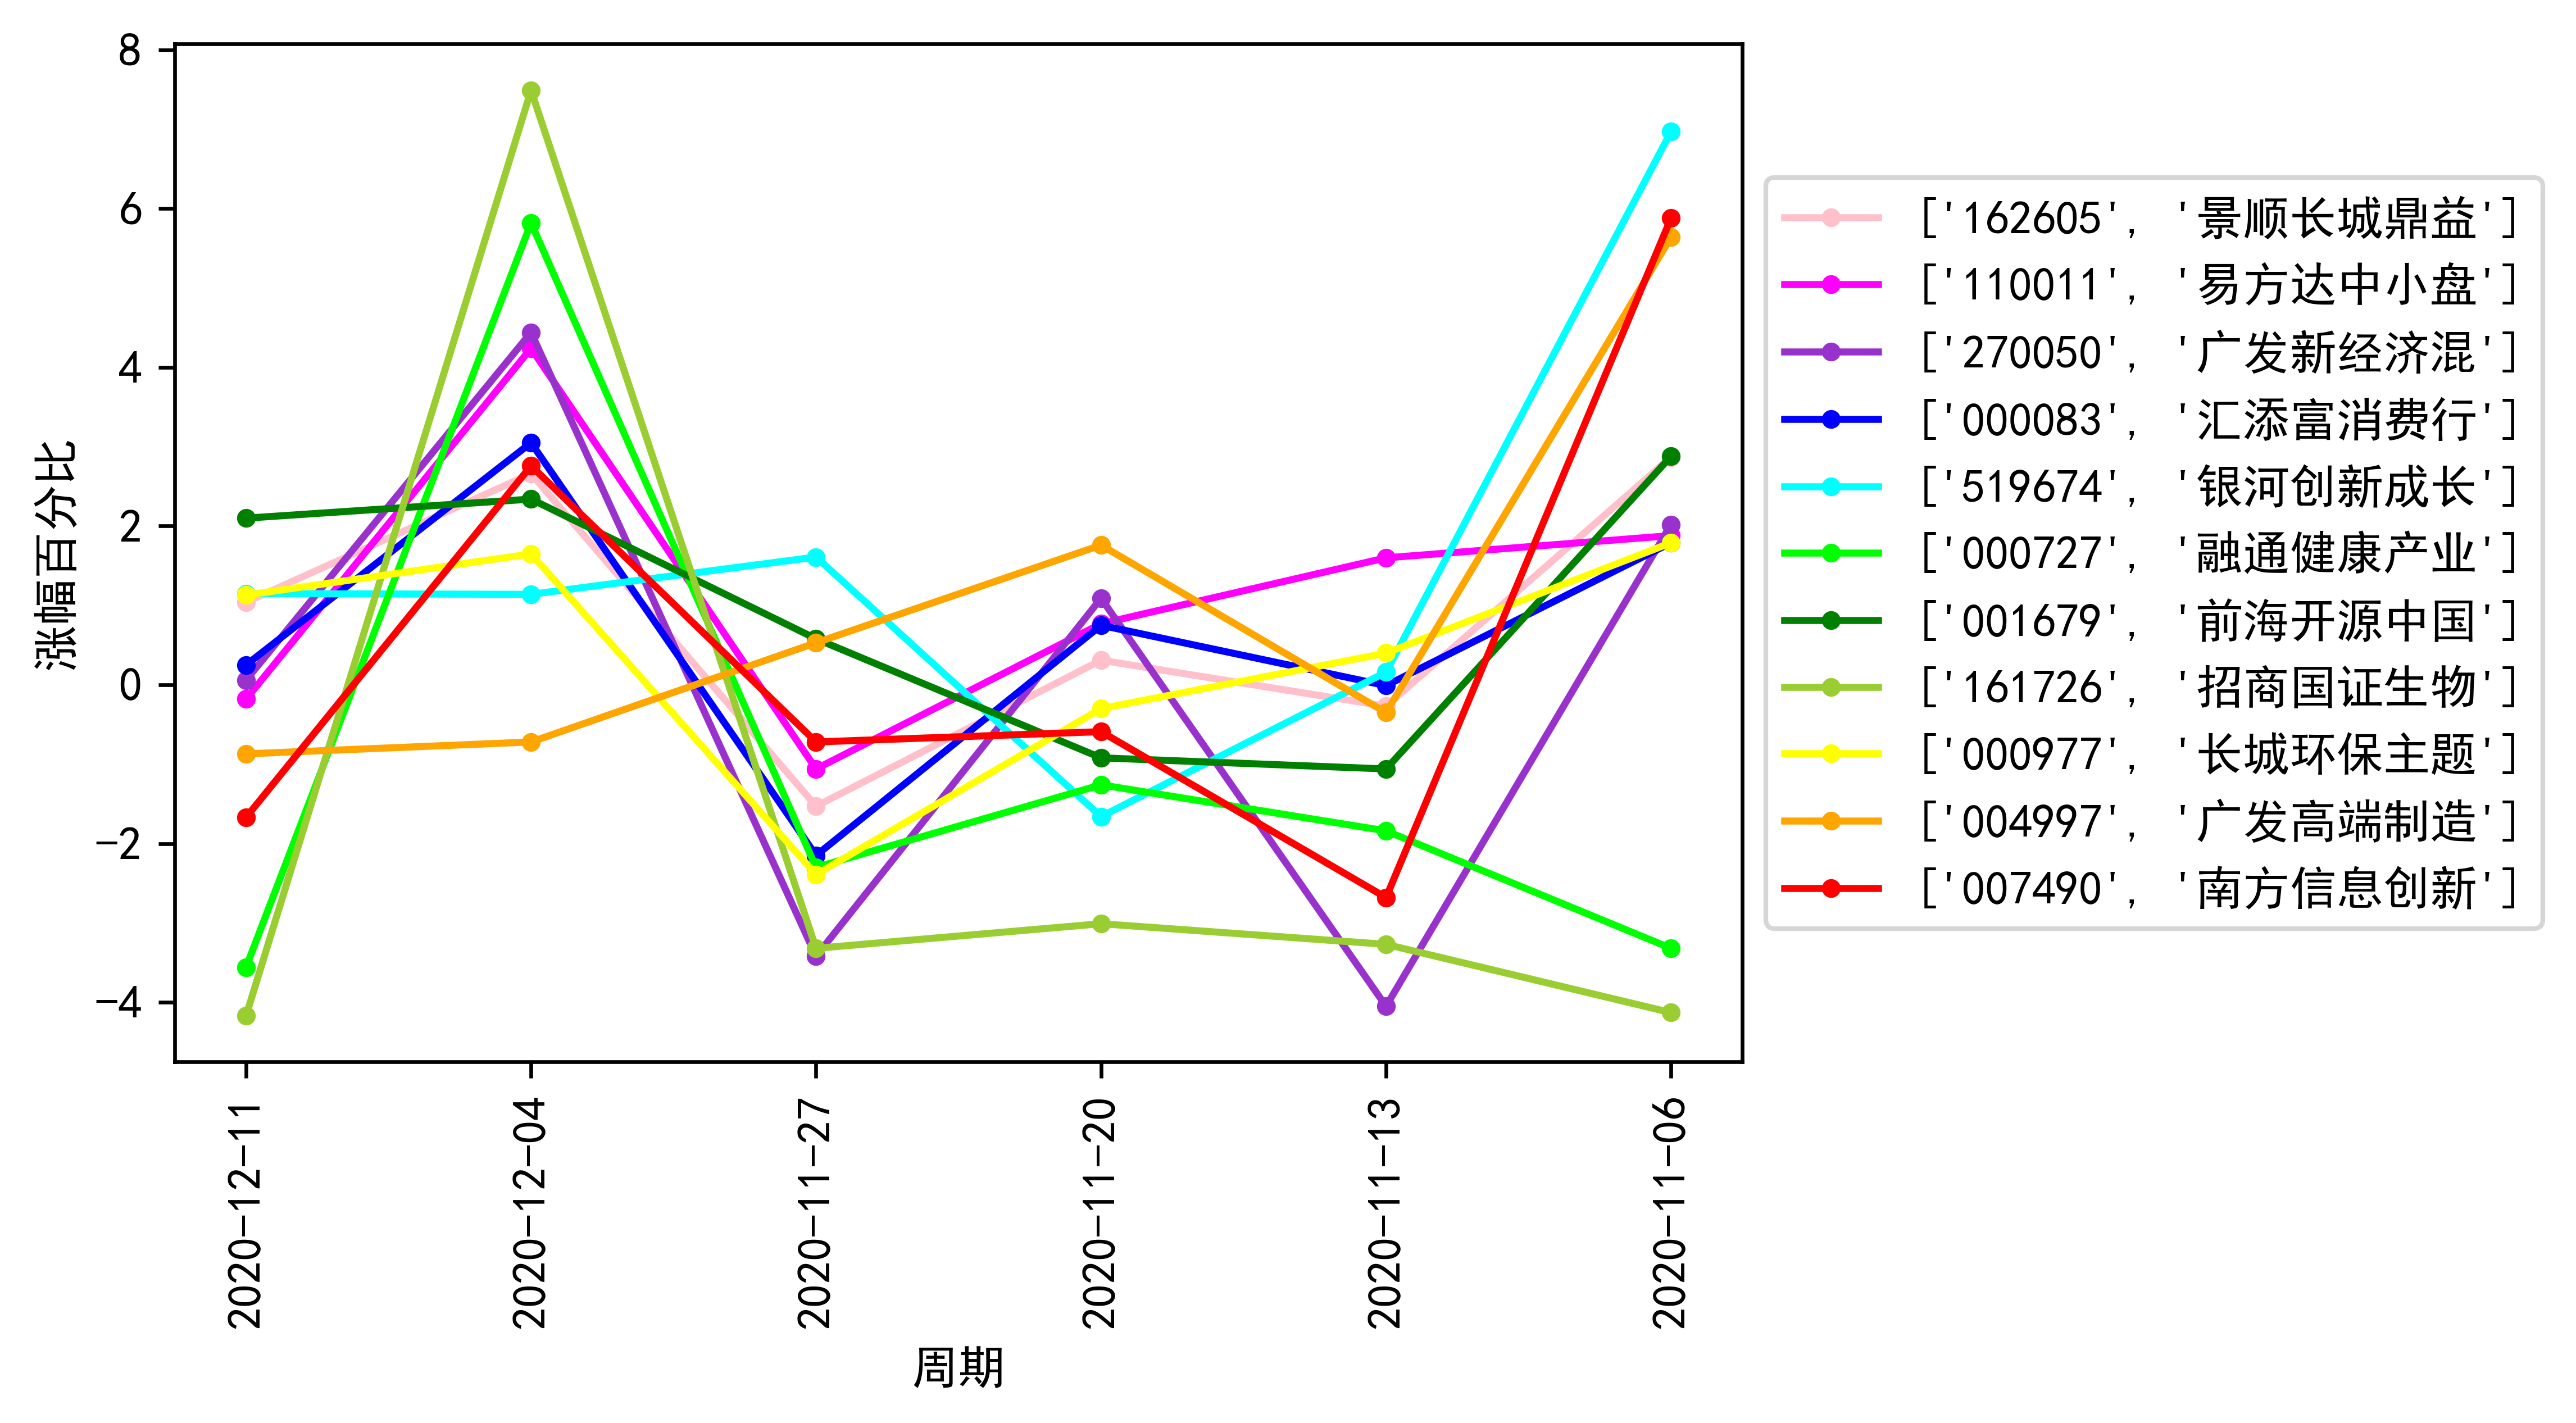 8
6
4
2
0
−2
−4
涨幅百分比
2020-12-11
2020-12-04
2020-11-27
2020-11-20
2020-11-13
2020-11-06
周期
['162605', '景顺长城鼎益']
['110011', '易方达中小盘']
['270050', '广发新经济混']
['000083', '汇添富消费行']
['519674', '银河创新成长']
['000727', '融通健康产业']
['001679', '前海开源中国']
['161726', '招商国证生物']
['000977', '长城环保主题']
['004997', '广发高端制造']
['007490', '南方信息创新']